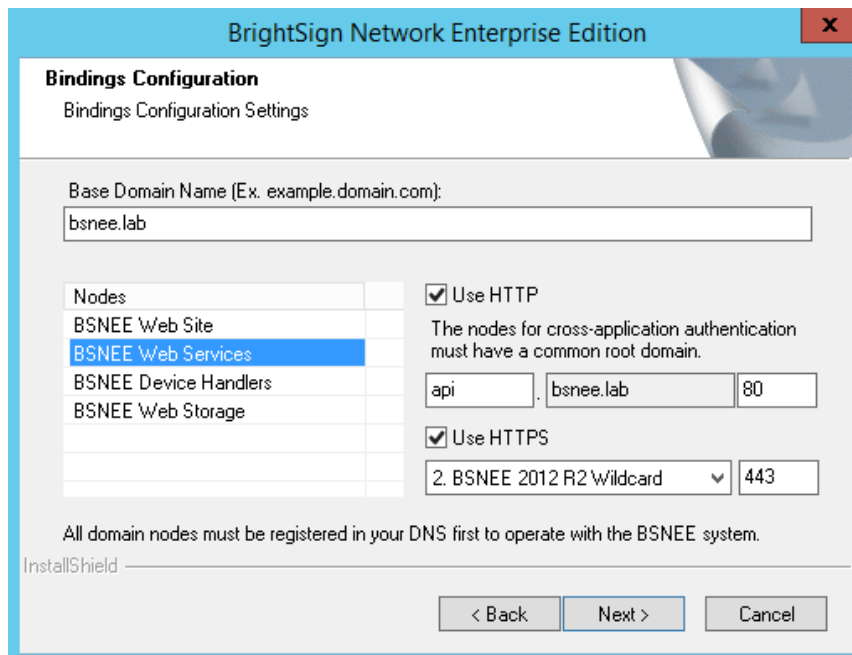 BrightSign Network Enterprise Edition
x
Bindings Configuration
Bindings Configuration Settings
Base Domain Name (Ex. example.domain.com):
bsnee.lab
Nodes
BSNEE Web Site
BSNEE Web Services
BSNEE Device Handlers
BSNEE Web Storage
Use HTTP
The nodes for cross-application authentication
must have a common root domain.
api . bsnee.lab 80
Use HTTPS
2. BSNEE 2012 R2 Wildcard 443
All domain nodes must be registered in your DNS first to operate with the BSNEE system.
InstallShield
< Back Next > Cancel